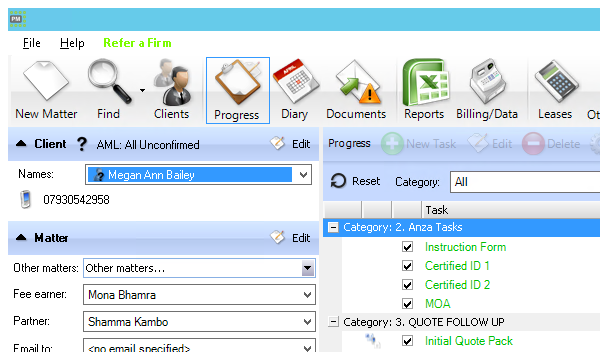 PM
File Help Refer a Firm
New Matter Find Clients Progress Diary Documents Reports Billing/Data Leases
Client ? AML: All Unconfirmed Edit
Names: Megan Ann Bailey
07930542958
Matter Edit
Other matters: Other matters...
Fee earner: Mona Bhamra
Partner: Shamma Kambo
Email to: <no email specified>
Progress New Task Edit Delete
Reset Category: All
Task
Category: 2. Anza Tasks
Instruction Form
Certified ID 1
Certified ID 2
MOA
Category: 3. QUOTE FOLLOW UP
Initial Quote Pack